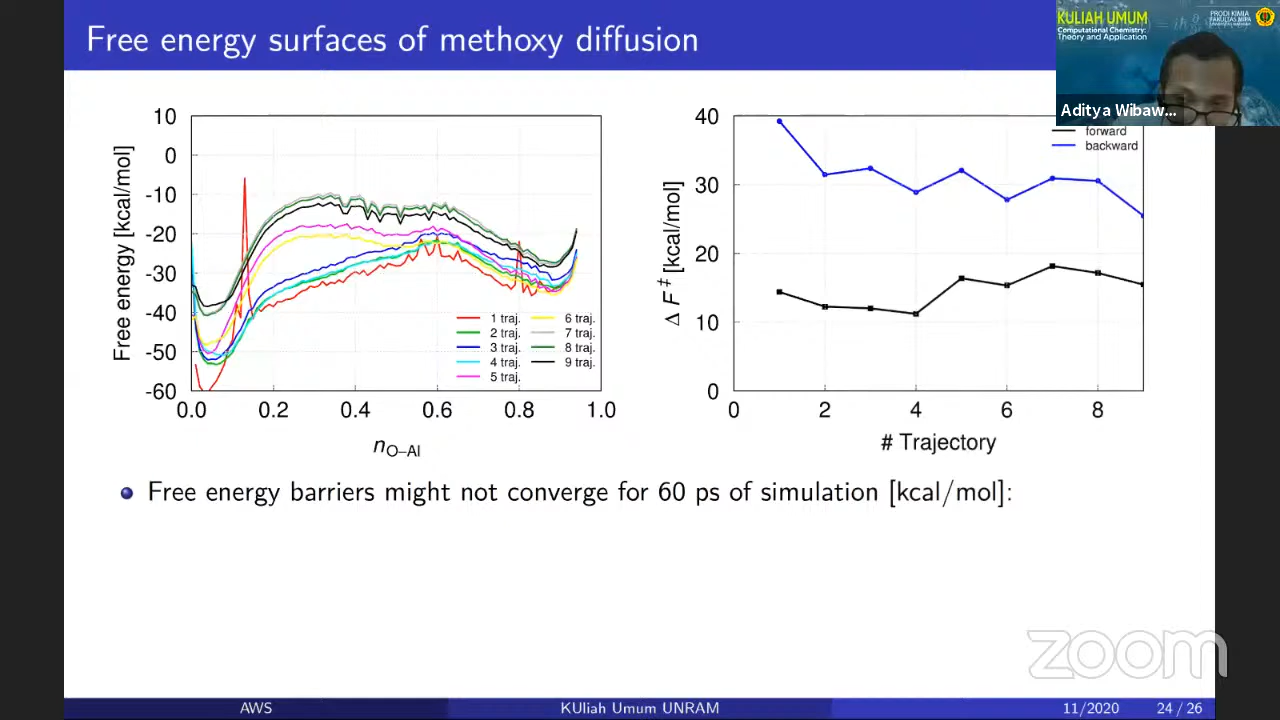 Free energy surfaces of methoxy diffusion
KULIAH UMUM
Computational Chemistry:
Theory and Application
PRODI KIMIA
FAKULTAS MIPA
Aditya Wibaw...
10
0
-10
-20
-30
-40
-50
-60
Free energy [kcal/mol]
0.0 0.2 0.4 0.6 0.8 1.0
nO–Al
1 traj. 6 traj.
2 traj. 7 traj.
3 traj. 8 traj.
4 traj. 9 traj.
5 traj.
40
30
20
10
0
Δ F‡ [kcal/mol]
0 2 4 6 8
# Trajectory
forward
backward
Free energy barriers might not converge for 60 ps of simulation [kcal/mol]:
zoom
AWS KUliah Umum UNRAM 11/2020 24 / 26